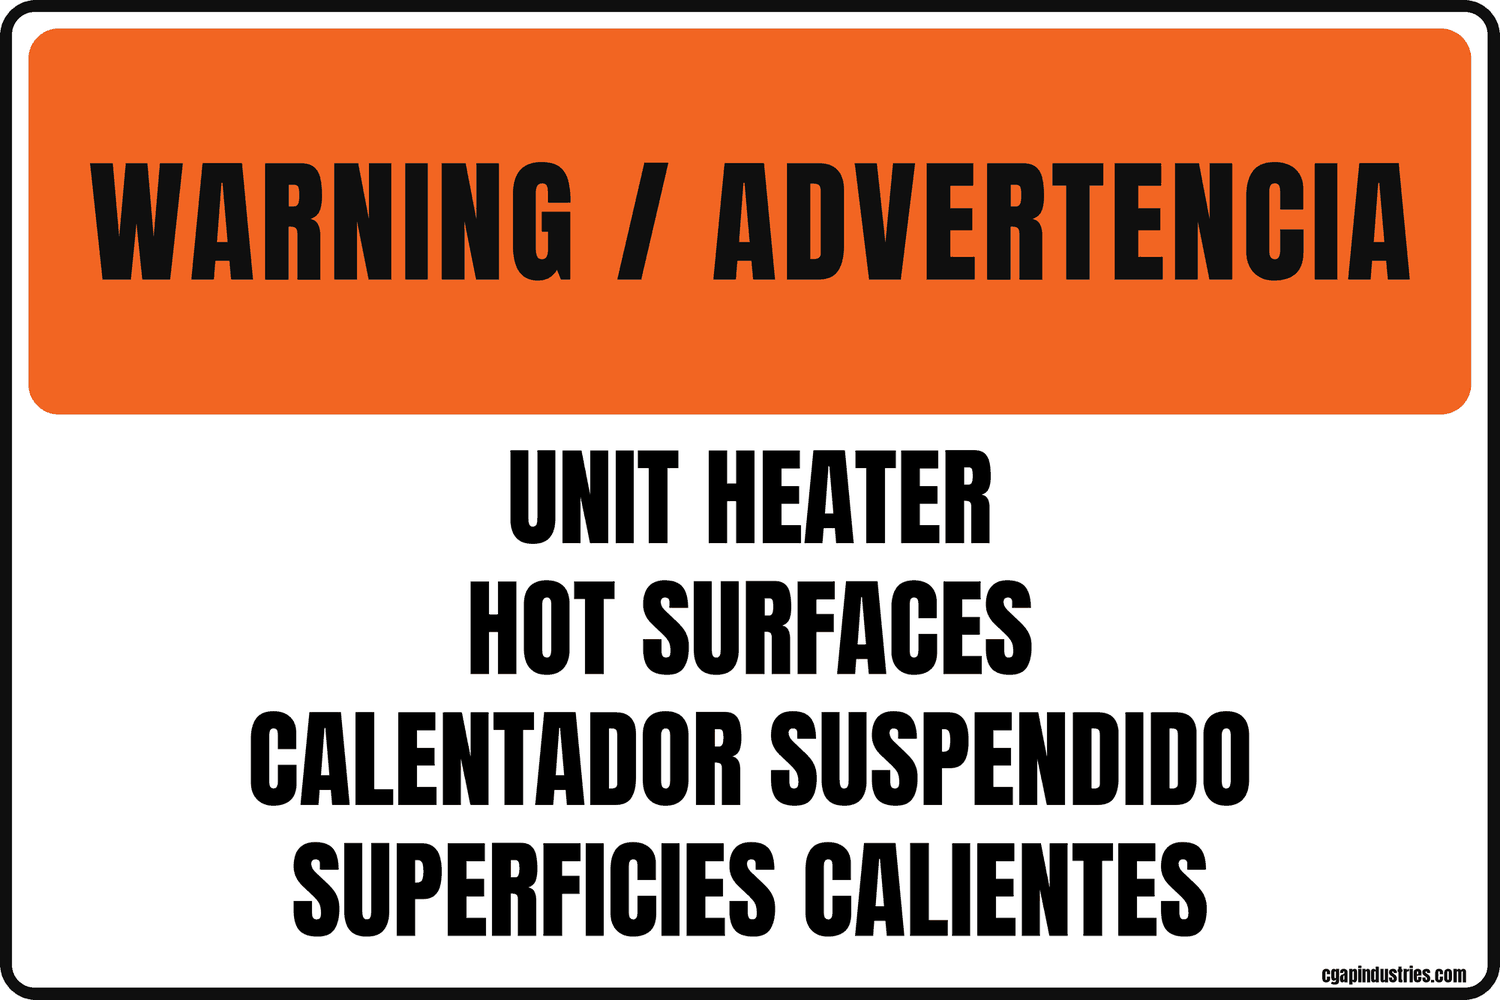 WARNING / ADVERTENCIA
UNIT HEATER
HOT SURFACES
CALENTADOR SUSPENDIDO
SUPERFICIES CALIENTES
cgapindustries.com